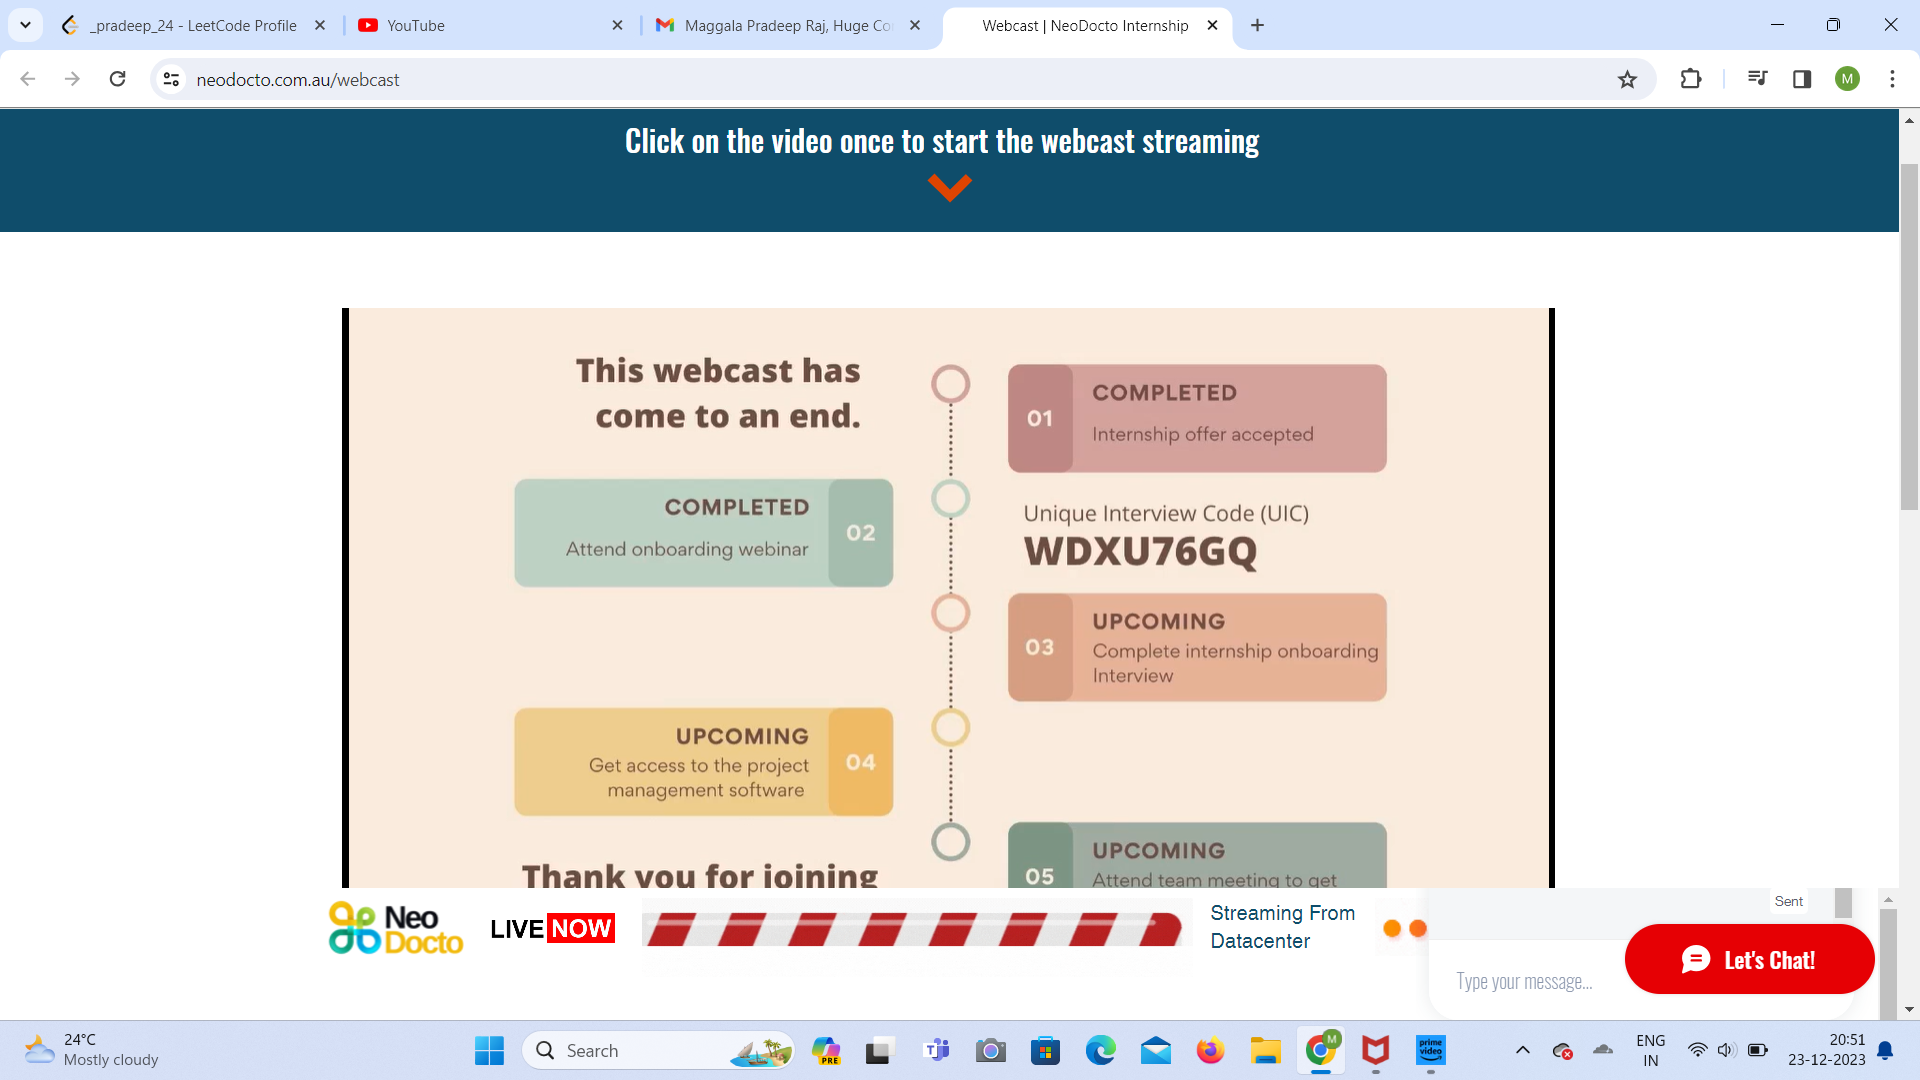 _pradeep_24 - LeetCode Profile
YouTube
Maggala Pradeep Raj, Huge Co
Webcast | NeoDocto Internship
neodocto.com.au/webcast
M
Click on the video once to start the webcast streaming
This webcast has
come to an end.
01
COMPLETED
Internship offer accepted
COMPLETED
Attend onboarding webinar
02
Unique Interview Code (UIC)
WDXU76GQ
03
UPCOMING
Complete internship onboarding
Interview
UPCOMING
Get access to the project
management software
04
05
UPCOMING
Attend team meeting to get
Thank you for joining
Neo
Docto
LIVE NOW
Streaming From
Datacenter
Sent
Type your message...
Let's Chat!
24°C
Mostly cloudy
Search
PRE
M
prime
video
ENG
IN
20:51
23-12-2023